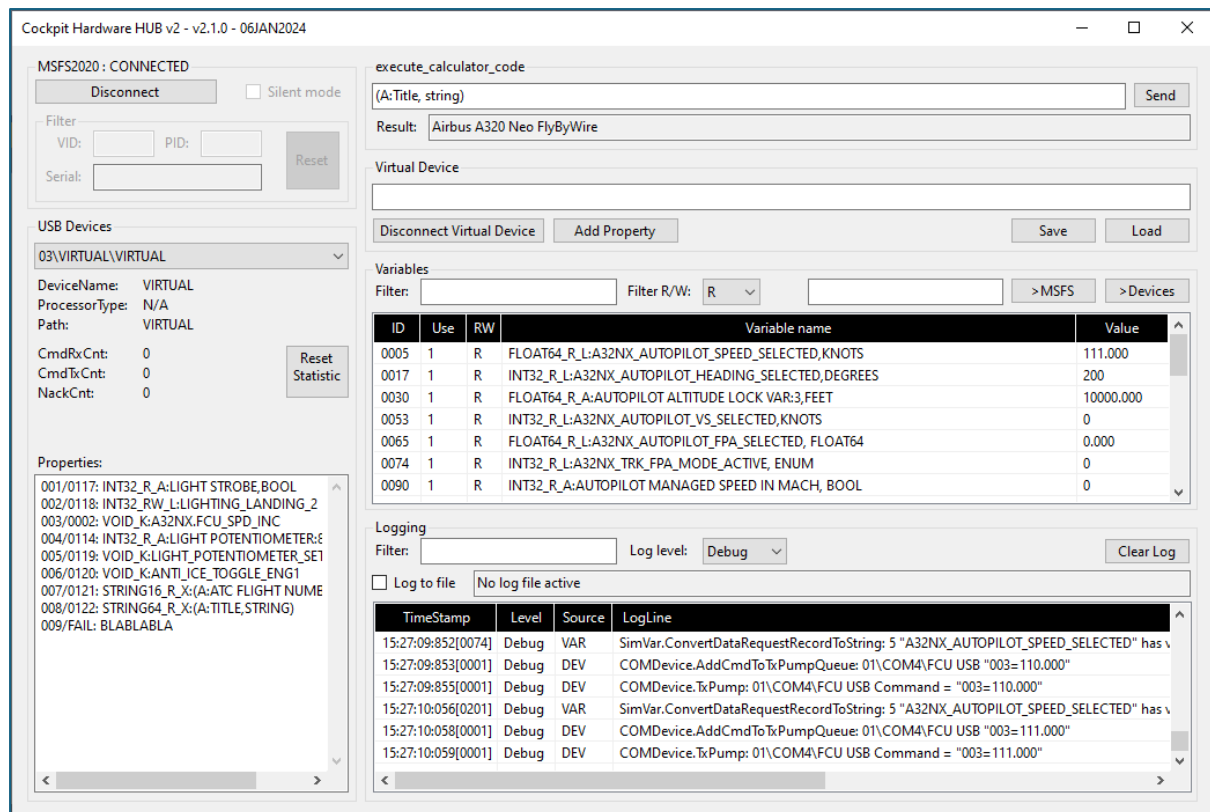 Cockpit Hardware HUB v2 - v2.1.0 - 06JAN2024
MSFS2020 : CONNECTED
Disconnect
Silent mode
Filter
VID:
PID:
Reset
Serial:
USB Devices
03\VIRTUAL\VIRTUAL
DeviceName: VIRTUAL
ProcessorType: N/A
Path: VIRTUAL
CmdRxCnt: 0
CmdTxCnt: 0
NackCnt: 0
Reset
Statistic
Properties:
001/0117: INT32_R_A:LIGHT STROBE,BOOL
002/0118: INT32_RW_L:LIGHTING_LANDING_2
003/0002: VOID_K:A32NX.FCU_SPD_INC
004/0114: INT32_R_A:LIGHT POTENTIOMETER:8
005/0119: VOID_K:LIGHT_POTENTIOMETER_SET
006/0120: VOID_K:ANTI_ICE_TOGGLE_ENG1
007/0121: STRING16_R_X:(A:ATC FLIGHT NUME
008/0122: STRING64_R_X:(A:TITLE,STRING)
009/FAIL: BLABLABLA
execute_calculator_code
(A:Title, string)
Send
Result: Airbus A320 Neo FlyByWire
Virtual Device
Disconnect Virtual Device
Add Property
Save
Load
Variables
Filter:
Filter R/W: R
>MSFS
>Devices
ID Use RW Variable name Value
0005 1 R FLOAT64_R_L:A32NX_AUTOPILOT_SPEED_SELECTED,KNOTS 111.000
0017 1 R INT32_R_L:A32NX_AUTOPILOT_HEADING_SELECTED,DEGREES 200
0030 1 R FLOAT64_R_A:AUTOPILOT ALTITUDE LOCK VAR:3,FEET 10000.000
0053 1 R INT32_R_L:A32NX_AUTOPILOT_VS_SELECTED,KNOTS 0
0065 1 R FLOAT64_R_L:A32NX_AUTOPILOT_FPA_SELECTED, FLOAT64 0.000
0074 1 R INT32_R_L:A32NX_TRK_FPA_MODE_ACTIVE, ENUM 0
0090 1 R INT32_R_A:AUTOPILOT MANAGED SPEED IN MACH, BOOL 0
Logging
Filter:
Log level: Debug
Clear Log
Log to file
No log file active
TimeStamp Level Source LogLine
15:27:09:852[0074] Debug VAR SimVar.ConvertDataRequestRecordToString: 5 "A32NX_AUTOPILOT_SPEED_SELECTED" has v
15:27:09:853[0001] Debug DEV COMDevice.AddCmdToTxPumpQueue: 01\COM4\FCU USB "003=110.000"
15:27:09:855[0001] Debug DEV COMDevice.TxPump: 01\COM4\FCU USB Command = "003=110.000"
15:27:10:056[0201] Debug VAR SimVar.ConvertDataRequestRecordToString: 5 "A32NX_AUTOPILOT_SPEED_SELECTED" has v
15:27:10:058[0001] Debug DEV COMDevice.AddCmdToTxPumpQueue: 01\COM4\FCU USB "003=111.000"
15:27:10:059[0001] Debug DEV COMDevice.TxPump: 01\COM4\FCU USB Command = "003=111.000"